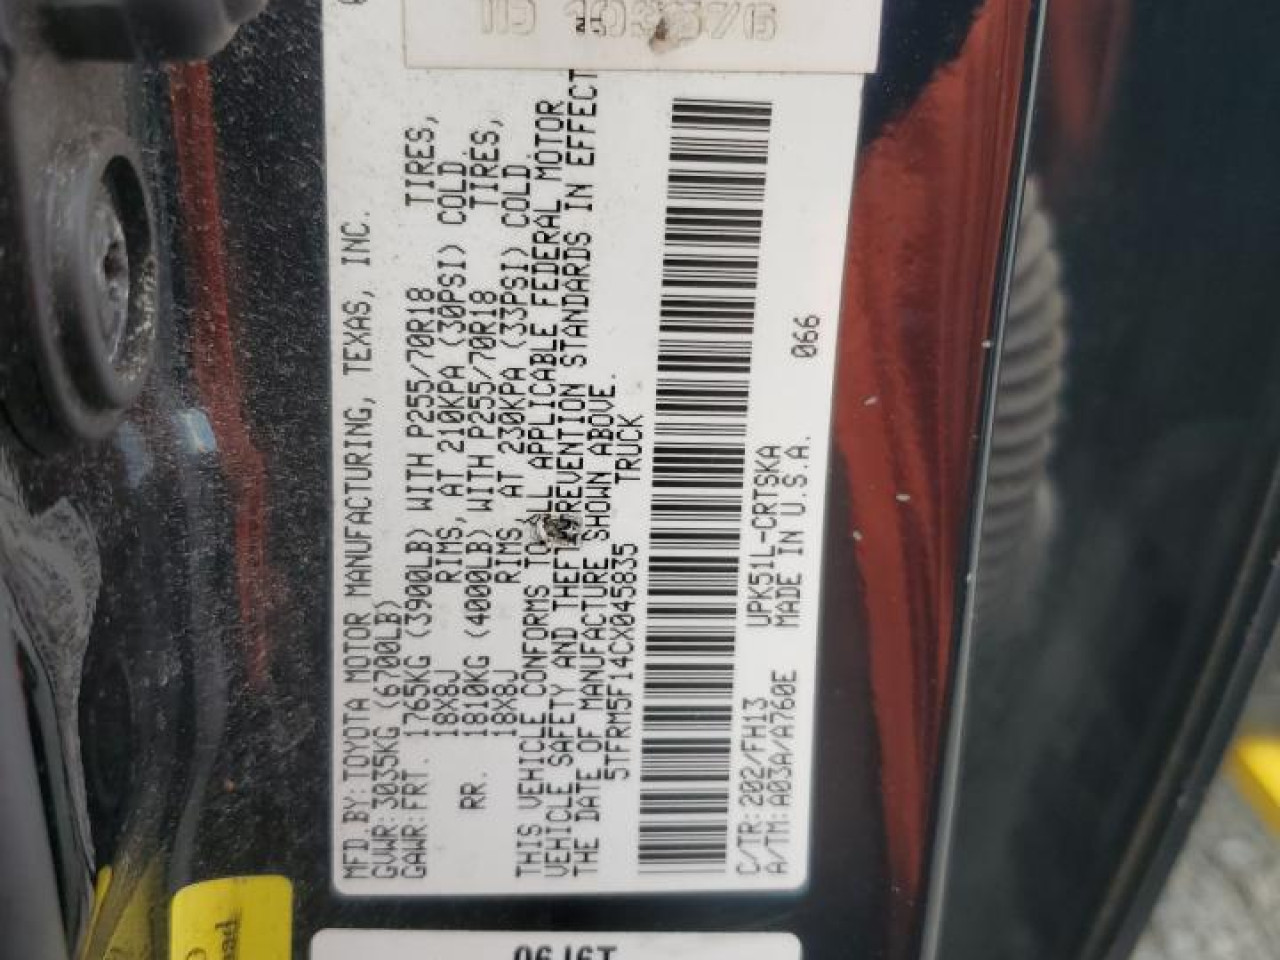 MFD.BY:TOYOTA MOTOR MANUFACTURING, TEXAS, INC.
GVWR:3035KG (6700LB)
GAWR:FRT. 1765KG (3900LB) WITH P255/70R18 TIRES,
18X8J RIMS, AT 210KPA (30PSI) COLD.
RR. 1810KG (4000LB) WITH P255/70R18 TIRES,
18X8J RIMS, AT 230KPA (33PSI) COLD.
THIS VEHICLE CONFORMS TO ALL APPLICABLE FEDERAL MOTOR
VEHICLE SAFETY AND THEFT PREVENTION STANDARDS IN EFFECT
THE DATE OF MANUFACTURE SHOWN ABOVE.
5TFRM5F14CX045835 TRUCK
C/TR:202/FH13 UPK51L-CRTSKA 066
A/TM:A03A/A760E MADE IN U.S.A.